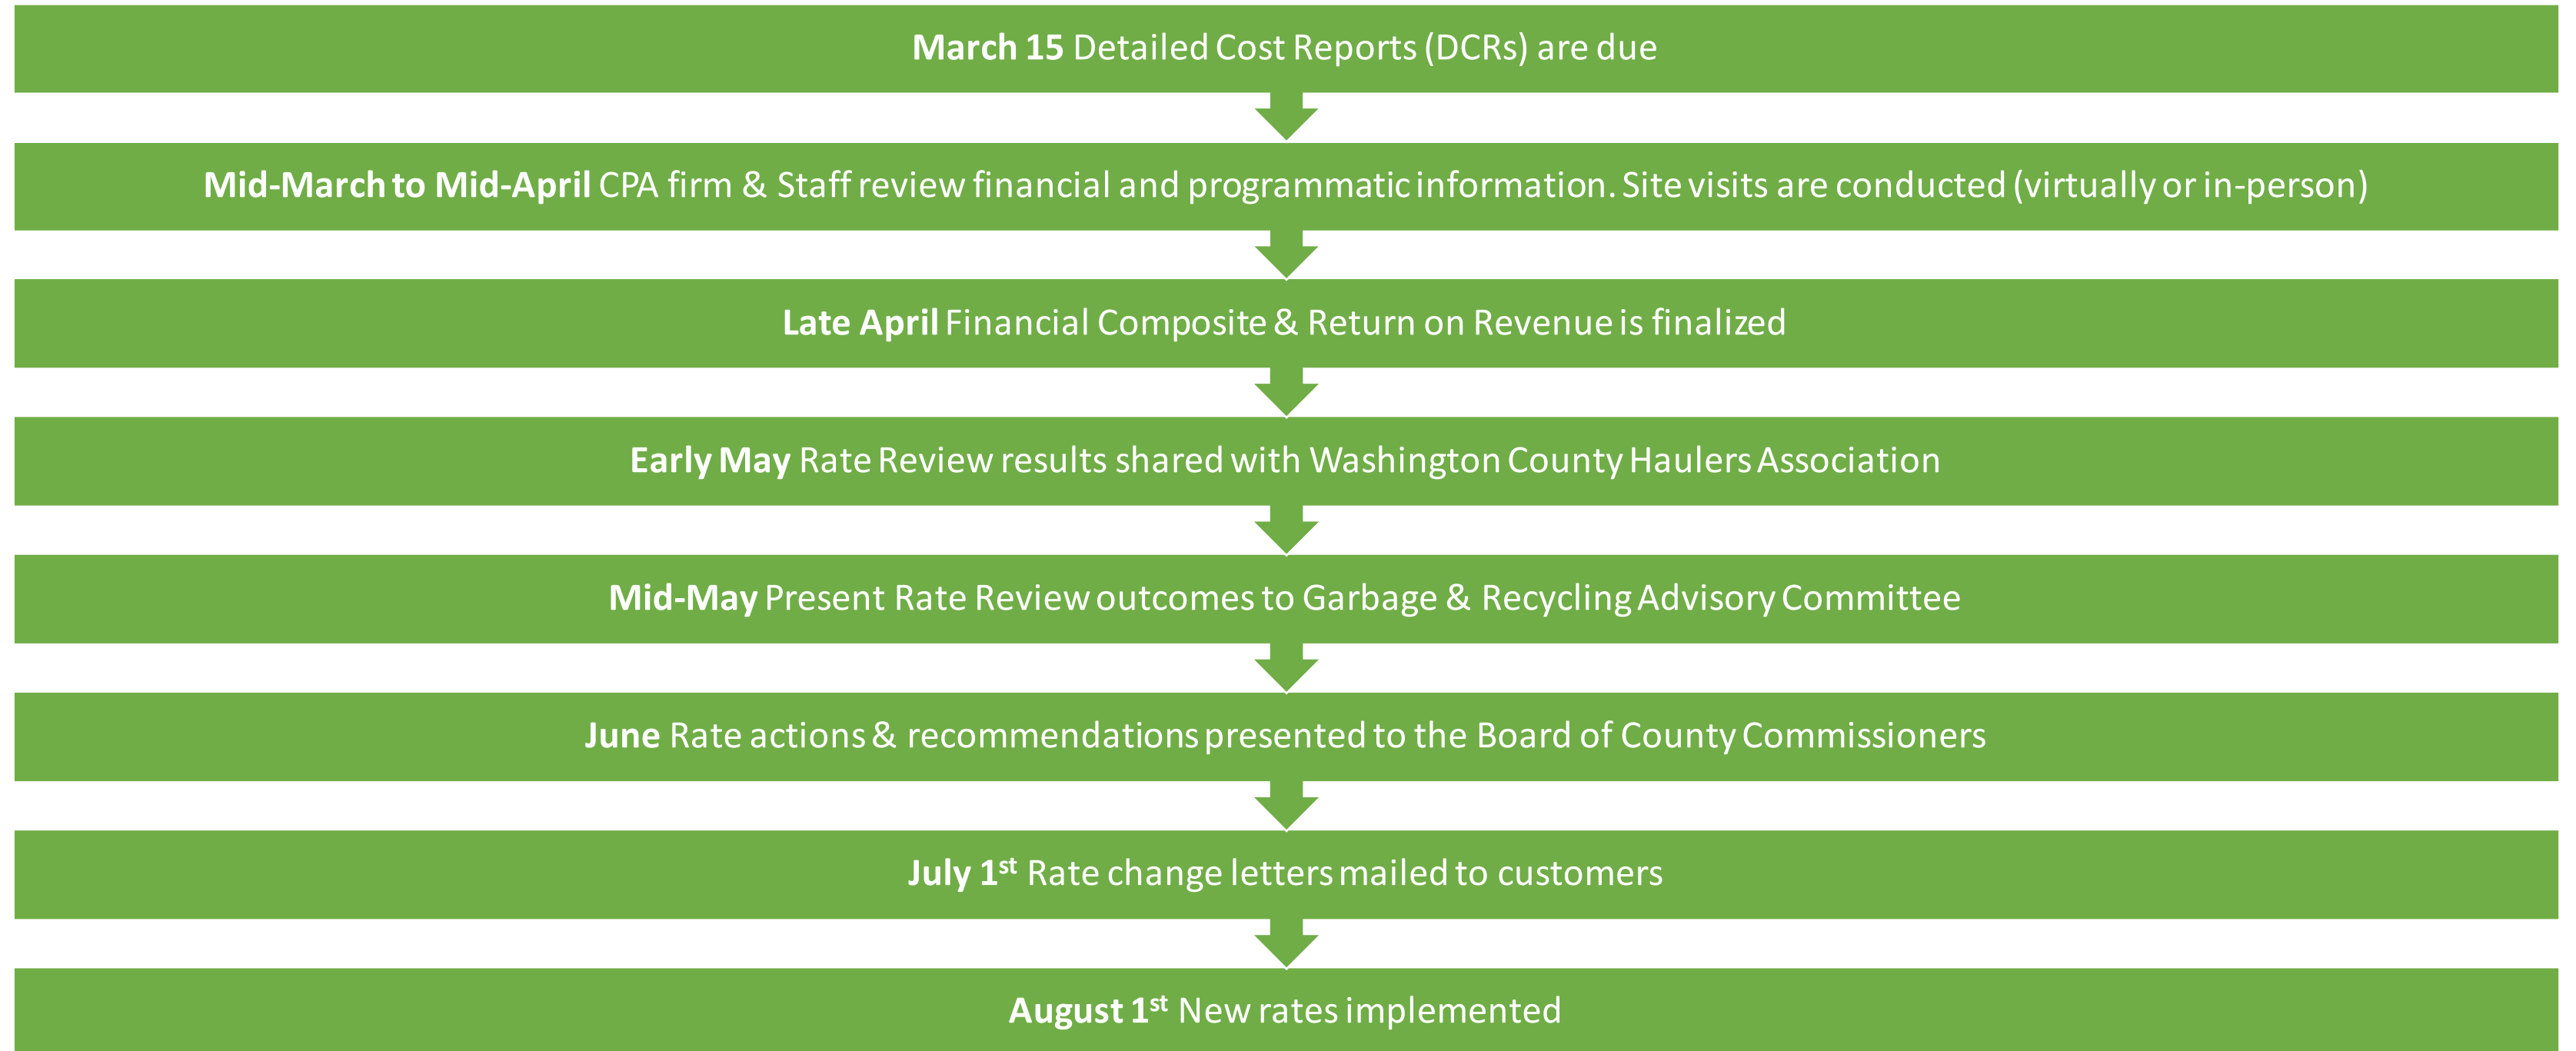 March 15 Detailed Cost Reports (DCRs) are due
Mid-March to Mid-April CPA firm & Staff review financial and programmatic information. Site visits are conducted (virtually or in-person)
Late April Financial Composite & Return on Revenue is finalized
Early May Rate Review results shared with Washington County Haulers Association
Mid-May Present Rate Review outcomes to Garbage & Recycling Advisory Committee
June Rate actions & recommendations presented to the Board of County Commissioners
July 1st Rate change letters mailed to customers
August 1st New rates implemented